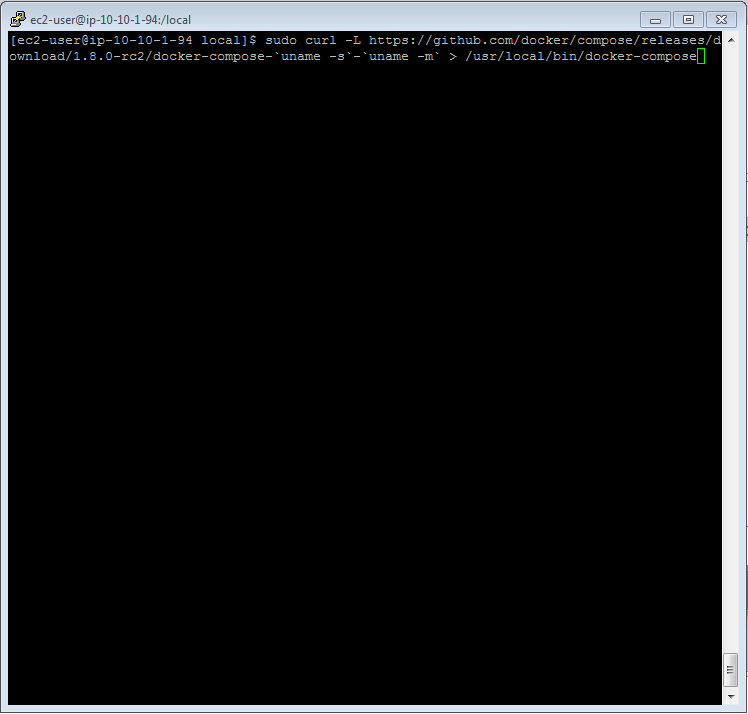 ec2-user@ip-10-10-1-94:/local
[ec2-user@ip-10-10-1-94 local]$ sudo curl -L https://github.com/docker/compose/releases/d
ownload/1.8.0-rc2/docker-compose-`uname -s`-`uname -m` > /usr/local/bin/docker-compose